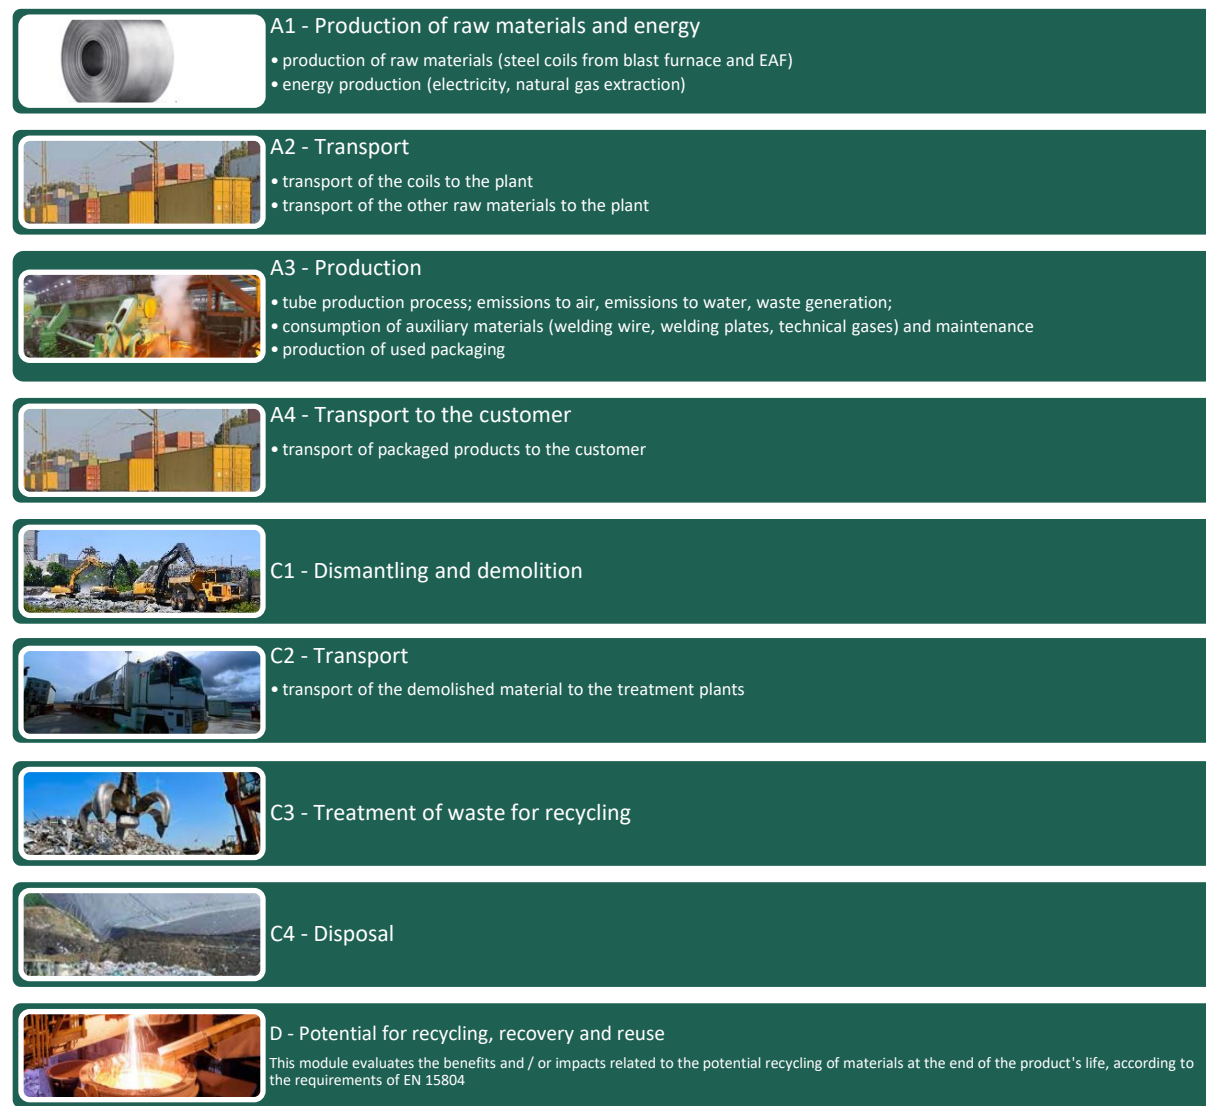 A1 - Production of raw materials and energy
• production of raw materials (steel coils from blast furnace and EAF)
• energy production (electricity, natural gas extraction)
A2 - Transport
• transport of the coils to the plant
• transport of the other raw materials to the plant
A3 - Production
• tube production process; emissions to air, emissions to water, waste generation;
• consumption of auxiliary materials (welding wire, welding plates, technical gases) and maintenance
• production of used packaging
A4 - Transport to the customer
• transport of packaged products to the customer
C1 - Dismantling and demolition
C2 - Transport
• transport of the demolished material to the treatment plants
C3 - Treatment of waste for recycling
C4 - Disposal
D - Potential for recycling, recovery and reuse
This module evaluates the benefits and / or impacts related to the potential recycling of materials at the end of the product's life, according to
the requirements of EN 15804